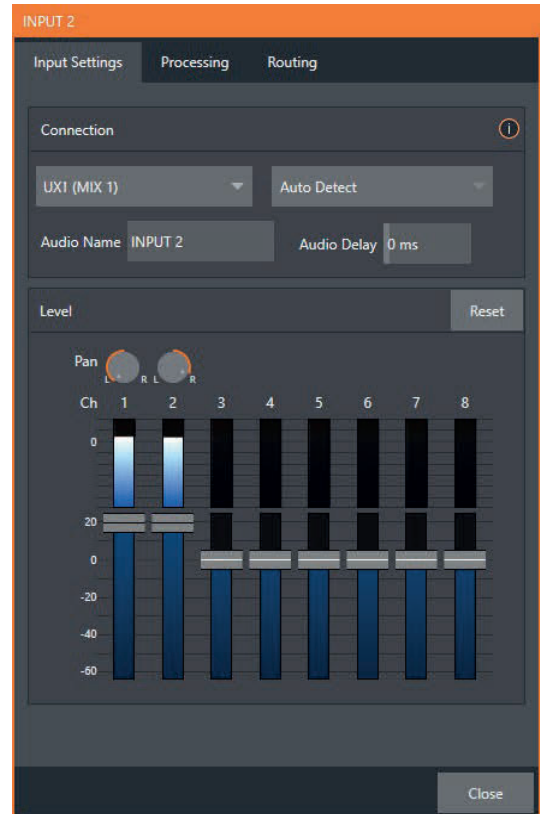 INPUT 2
Input Settings Processing Routing
Connection
UX1 (MIX 1) Auto Detect
Audio Name INPUT 2 Audio Delay 0 ms
Level Reset
Pan
L R L R
Ch 1 2 3 4 5 6 7 8
0
20
0
-20
-40
-60
Close